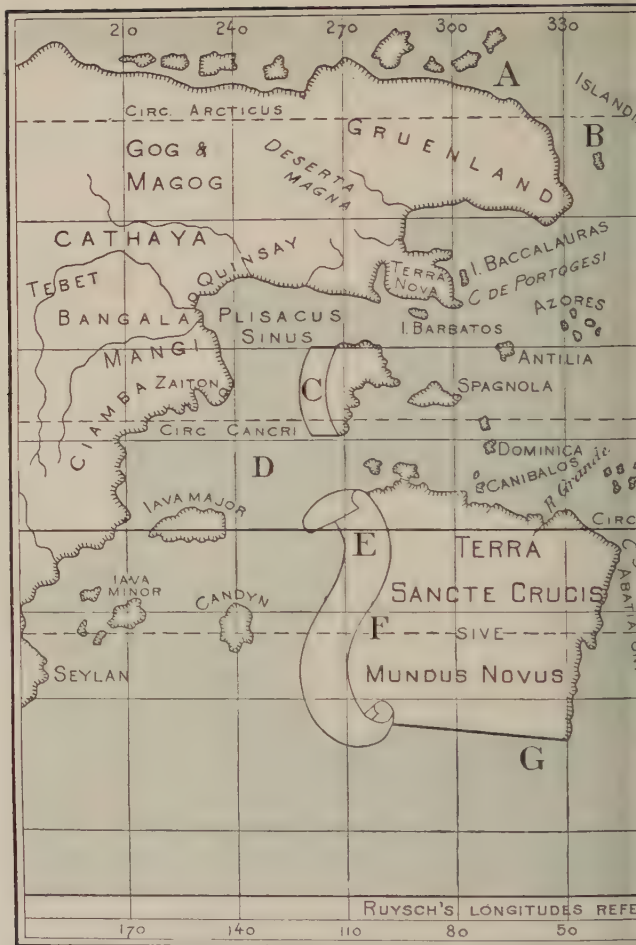 210 240 270 300 330
A
ISLANDI
CIRC. ARCTICUS
B
GOG &
MAGOG
DESERTA
MAGNA
GRUENLAND
CATHAYA
TEBET
QUINSAY
TERRA
NOVA
I. BACCALAURAS
C DE PORTOGESI
BANGALA
PLISACUS
SINUS
I. BARBATOS
AZORES
MANGI
ANTILIA
CIAMBA
ZAITON
C
SPAGNOLA
CIRC CANCRI
D
DOMINICA
CANIBALOS
R Grande
IAVA MAJOR
CIRC
E
TERRA
SANCTE CRUCIS
IAVA
MINOR
CANDYN
F
SIVE
SEYLAN
MUNDUS NOVUS
G
RUYSCH'S LONGITUDES REFE
170 140 110 80 50